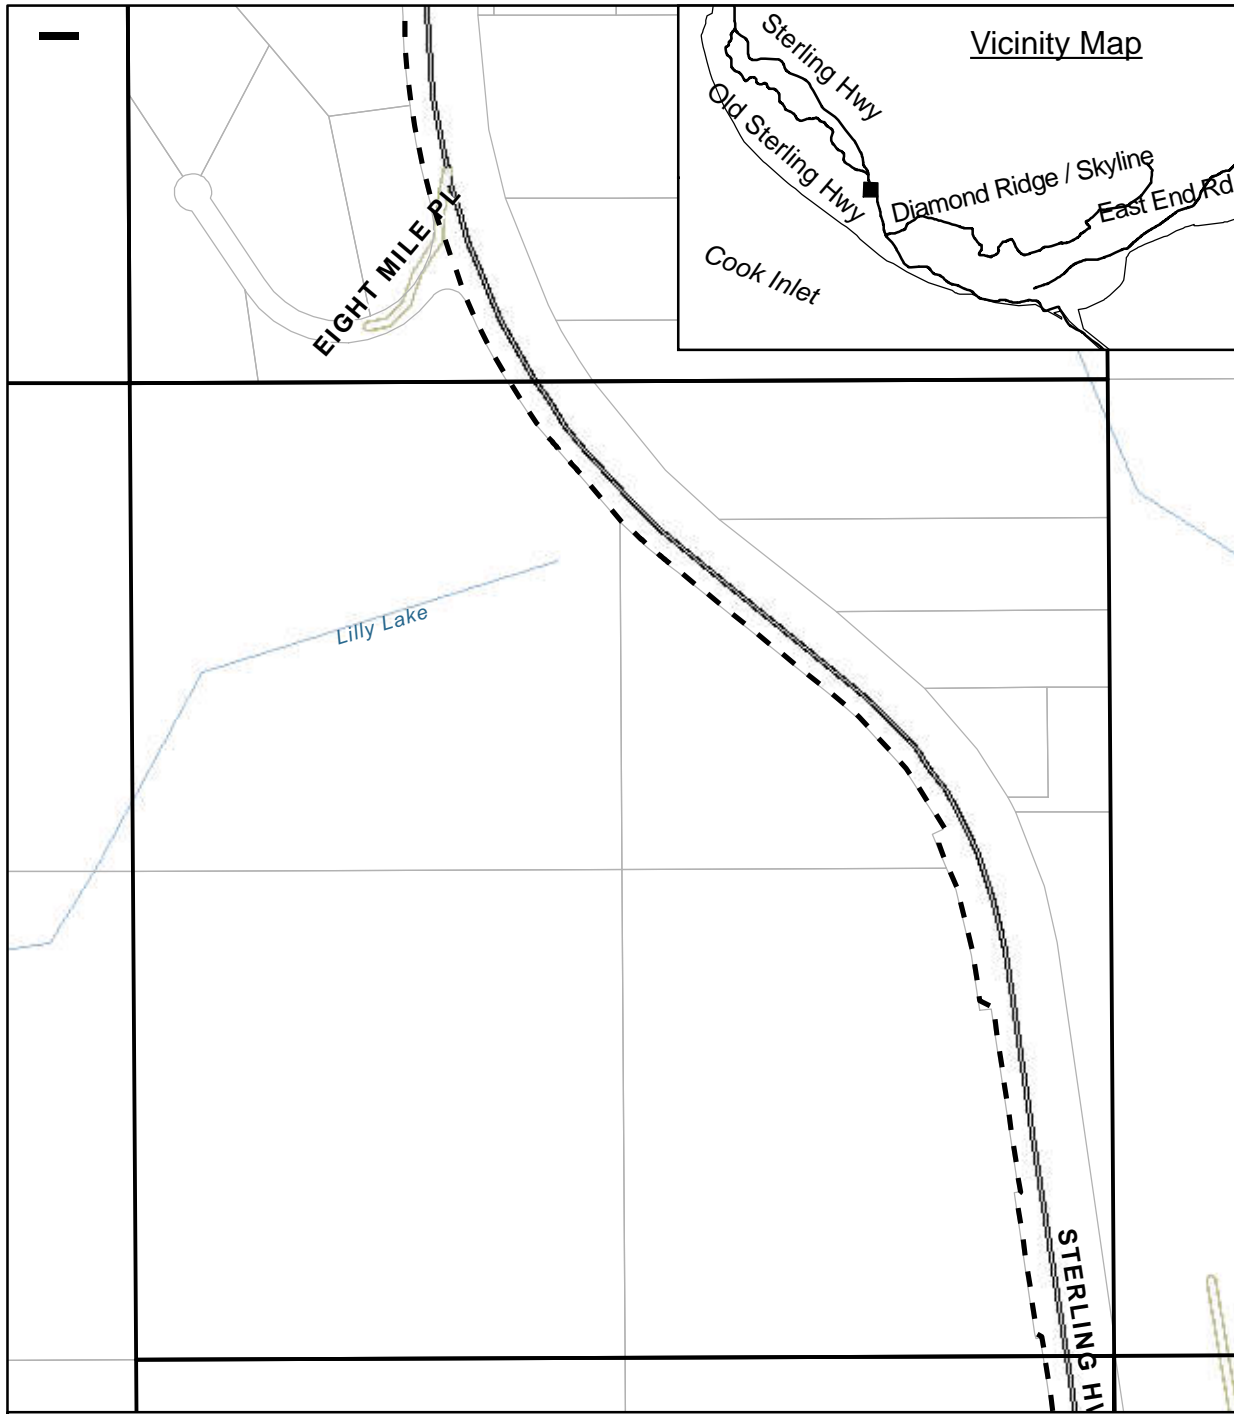 Vicinity Map
Sterling Hwy
Old Sterling Hwy
Diamond Ridge / Skyline
East End Rd
Cook Inlet
EIGHT MILE PL
Lilly Lake
STERLING